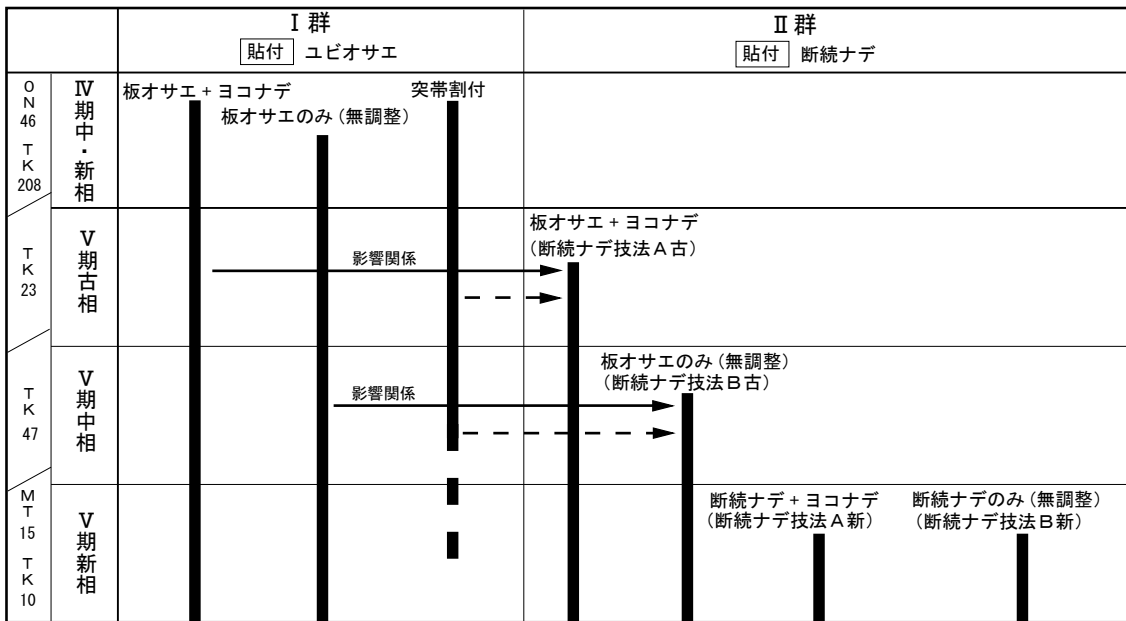 Ⅰ群
貼付 ユビオサエ
Ⅱ群
貼付 断続ナデ
ON46 TK208
Ⅳ期中・新相
板オサエ+ヨコナデ
板オサエのみ(無調整)
突帯割付
TK23
Ⅴ期古相
影響関係
板オサエ+ヨコナデ
(断続ナデ技法A古)
TK47
Ⅴ期中相
影響関係
板オサエのみ(無調整)
(断続ナデ技法B古)
MT15 TK10
Ⅴ期新相
断続ナデ+ヨコナデ
(断続ナデ技法A新)
断続ナデのみ(無調整)
(断続ナデ技法B新)